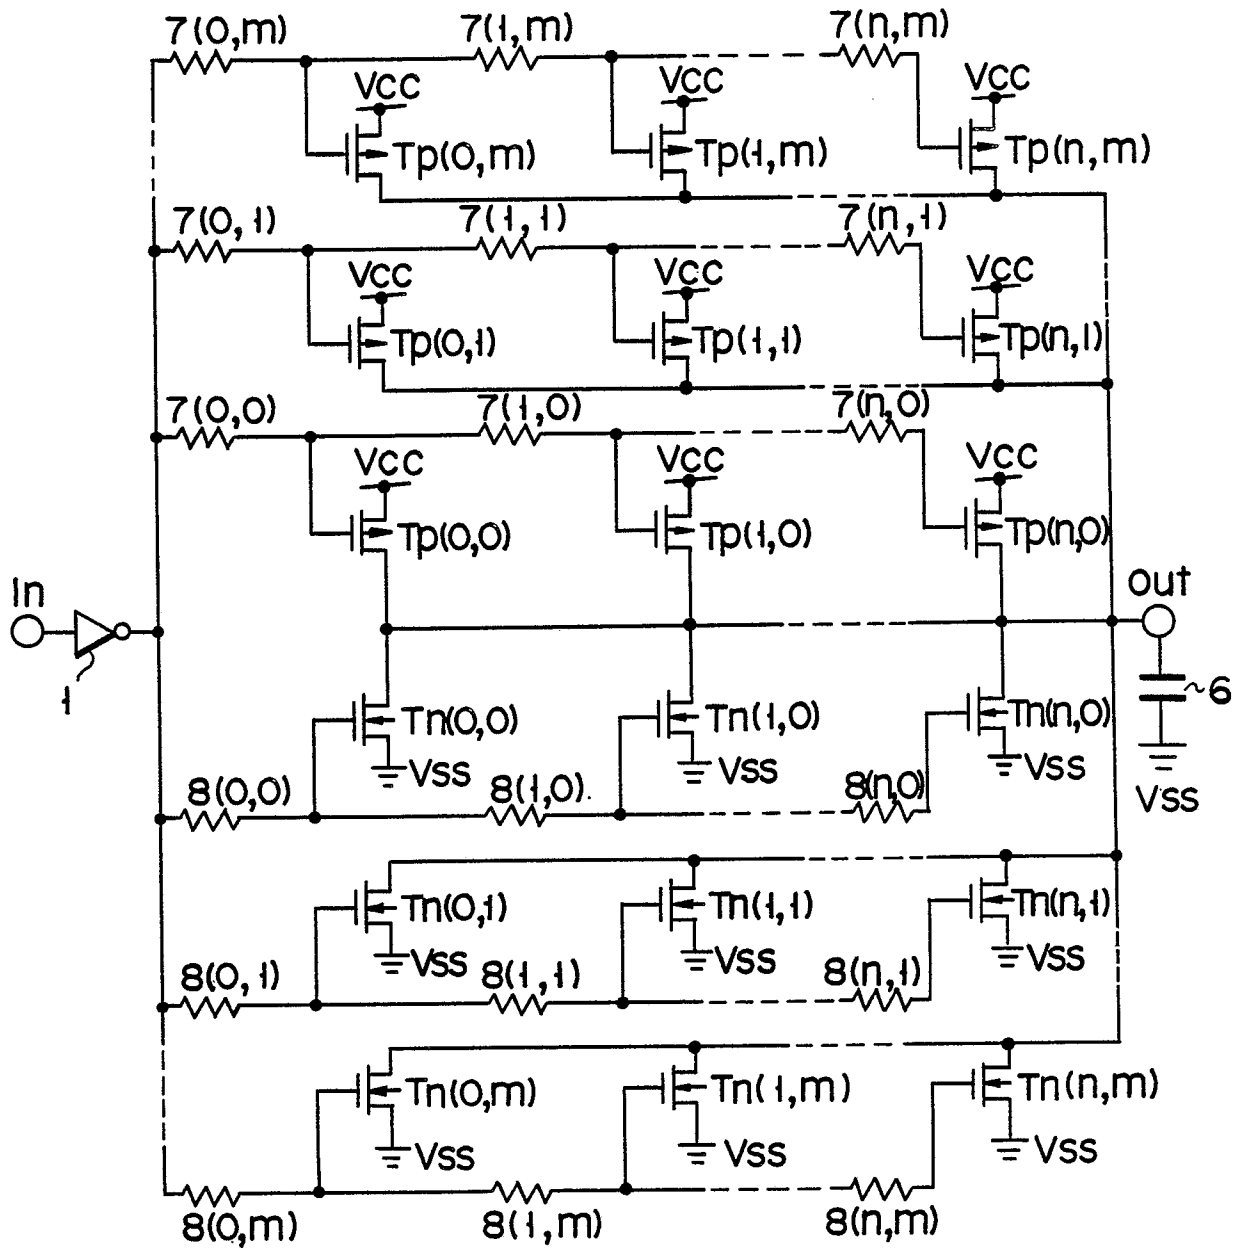 7(0,m) 7(1,m) 7(n,m)
Vcc Vcc Vcc
Tp(0,m) Tp(1,m) Tp(n,m)
7(0,1) 7(1,1) 7(n,1)
Vcc Vcc Vcc
Tp(0,1) Tp(1,1) Tp(n,1)
7(0,0) 7(1,0) 7(n,0)
Vcc Vcc Vcc
Tp(0,0) Tp(1,0) Tp(n,0)
In out
1 6
Tn(0,0) Tn(1,0) Tn(n,0)
Vss Vss Vss
Vss
8(0,0) 8(1,0) 8(n,0)
Tn(0,1) Tn(1,1) Tn(n,1)
Vss Vss Vss
8(0,1) 8(1,1) 8(n,1)
Tn(0,m) Tn(1,m) Tn(n,m)
Vss Vss Vss
8(0,m) 8(1,m) 8(n,m)